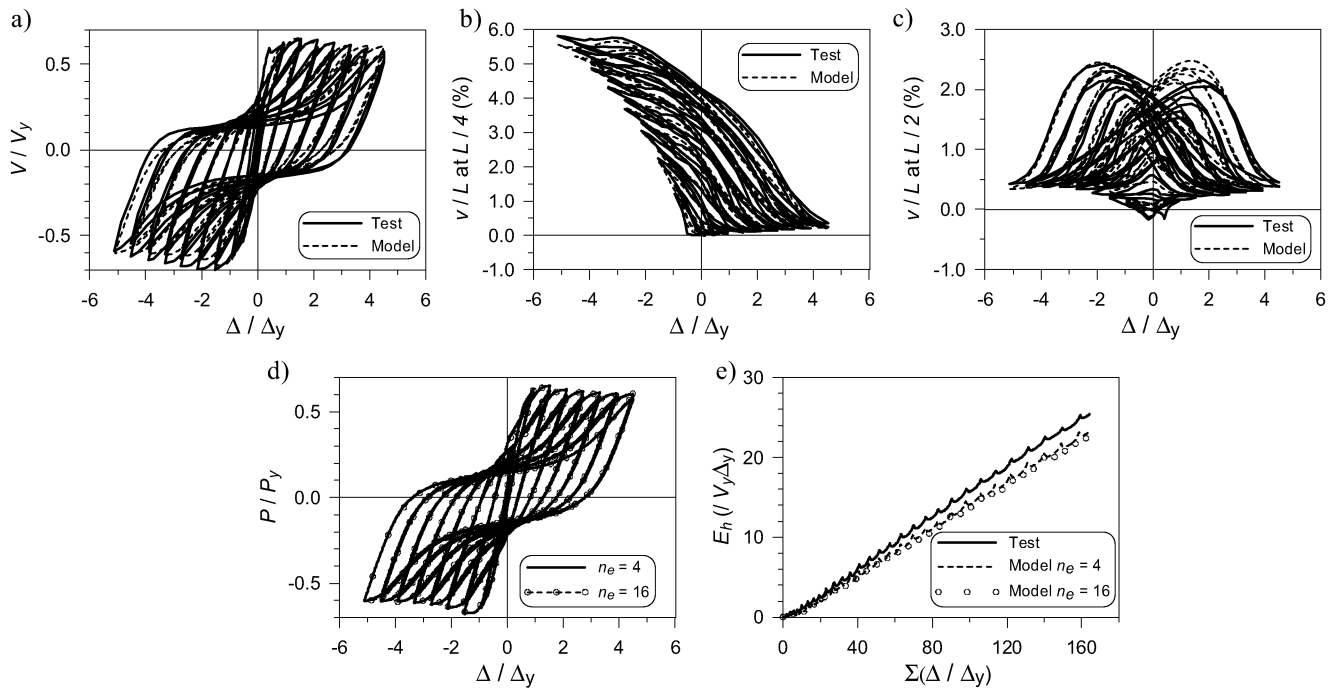 a)
V / Vy
0.5
0.0
-0.5
-6 -4 -2 0 2 4 6
Δ / Δy
Test
Model
b)
v / L at L / 4 (%)
6.0
5.0
4.0
3.0
2.0
1.0
0.0
-1.0
-6 -4 -2 0 2 4 6
Δ / Δy
Test
Model
c)
v / L at L / 2 (%)
3.0
2.0
1.0
0.0
-1.0
-6 -4 -2 0 2 4 6
Δ / Δy
Test
Model
d)
P / Py
0.5
0.0
-0.5
-6 -4 -2 0 2 4 6
Δ / Δy
ne = 4
ne = 16
e)
Eh (/ VyΔy)
30
20
10
0
0 40 80 120 160
Σ(Δ / Δy)
Test
Model ne = 4
Model ne = 16